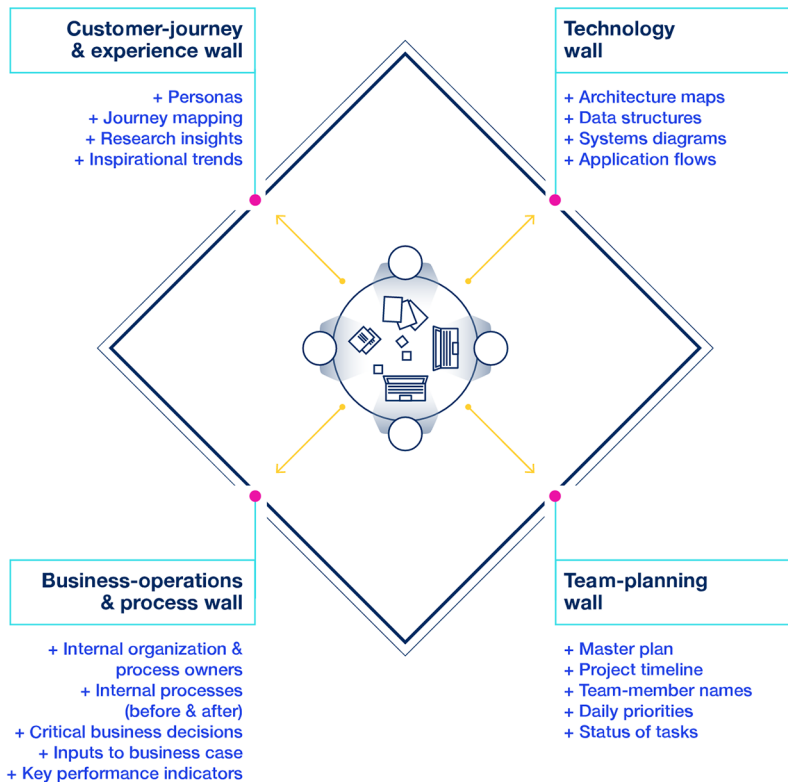 Customer-journey
& experience wall
+ Personas
+ Journey mapping
+ Research insights
+ Inspirational trends
Technology
wall
+ Architecture maps
+ Data structures
+ Systems diagrams
+ Application flows
Business-operations
& process wall
+ Internal organization &
process owners
+ Internal processes
(before & after)
+ Critical business decisions
+ Inputs to business case
+ Key performance indicators
Team-planning
wall
+ Master plan
+ Project timeline
+ Team-member names
+ Daily priorities
+ Status of tasks